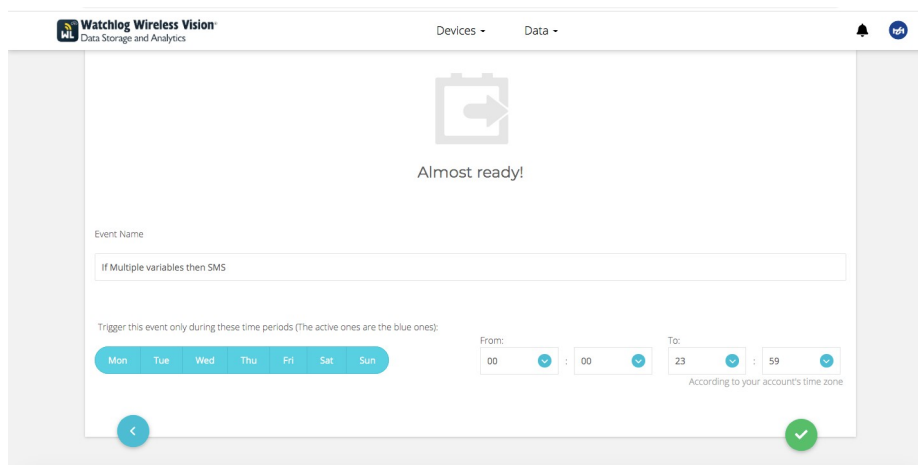 Watchlog Wireless Vision
Data Storage and Analytics
Devices
Data
Almost ready!
Event Name
If Multiple variables then SMS
Trigger this event only during these time periods (The active ones are the blue ones):
Mon Tue Wed Thu Fri Sat Sun
From:
00 : 00
To:
23 : 59
According to your account's time zone